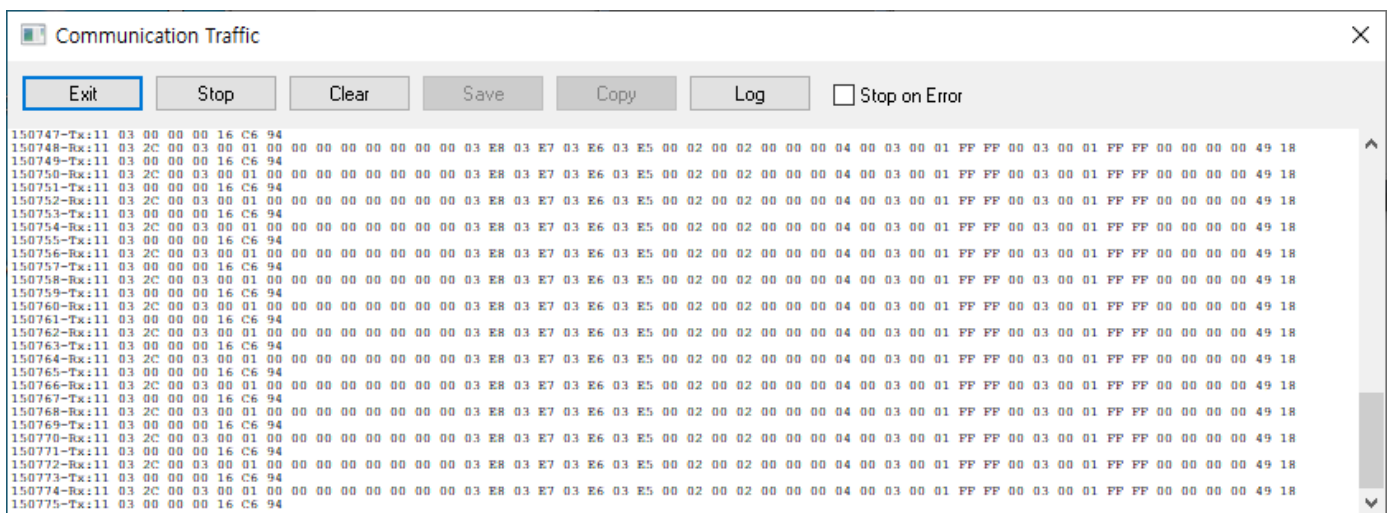 Communication Traffic
Exit Stop Clear Save Copy Log Stop on Error
150747-Tx:11 03 00 00 00 16 C6 94
150748-Rx:11 03 2C 00 03 00 01 00 00 00 00 00 00 00 00 03 E8 03 E7 03 E6 03 E5 00 02 00 02 00 00 00 04 00 03 00 01 FF FF 00 03 00 01 FF FF 00 00 00 00 49 18
150749-Tx:11 03 00 00 00 16 C6 94
150750-Rx:11 03 2C 00 03 00 01 00 00 00 00 00 00 00 00 03 E8 03 E7 03 E6 03 E5 00 02 00 02 00 00 00 04 00 03 00 01 FF FF 00 03 00 01 FF FF 00 00 00 00 49 18
150751-Tx:11 03 00 00 00 16 C6 94
150752-Rx:11 03 2C 00 03 00 01 00 00 00 00 00 00 00 00 03 E8 03 E7 03 E6 03 E5 00 02 00 02 00 00 00 04 00 03 00 01 FF FF 00 03 00 01 FF FF 00 00 00 00 49 18
150753-Tx:11 03 00 00 00 16 C6 94
150754-Rx:11 03 2C 00 03 00 01 00 00 00 00 00 00 00 00 03 E8 03 E7 03 E6 03 E5 00 02 00 02 00 00 00 04 00 03 00 01 FF FF 00 03 00 01 FF FF 00 00 00 00 49 18
150755-Tx:11 03 00 00 00 16 C6 94
150756-Rx:11 03 2C 00 03 00 01 00 00 00 00 00 00 00 00 03 E8 03 E7 03 E6 03 E5 00 02 00 02 00 00 00 04 00 03 00 01 FF FF 00 03 00 01 FF FF 00 00 00 00 49 18
150757-Tx:11 03 00 00 00 16 C6 94
150758-Rx:11 03 2C 00 03 00 01 00 00 00 00 00 00 00 00 03 E8 03 E7 03 E6 03 E5 00 02 00 02 00 00 00 04 00 03 00 01 FF FF 00 03 00 01 FF FF 00 00 00 00 49 18
150759-Tx:11 03 00 00 00 16 C6 94
150760-Rx:11 03 2C 00 03 00 01 00 00 00 00 00 00 00 00 03 E8 03 E7 03 E6 03 E5 00 02 00 02 00 00 00 04 00 03 00 01 FF FF 00 03 00 01 FF FF 00 00 00 00 49 18
150761-Tx:11 03 00 00 00 16 C6 94
150762-Rx:11 03 2C 00 03 00 01 00 00 00 00 00 00 00 00 03 E8 03 E7 03 E6 03 E5 00 02 00 02 00 00 00 04 00 03 00 01 FF FF 00 03 00 01 FF FF 00 00 00 00 49 18
150763-Tx:11 03 00 00 00 16 C6 94
150764-Rx:11 03 2C 00 03 00 01 00 00 00 00 00 00 00 00 03 E8 03 E7 03 E6 03 E5 00 02 00 02 00 00 00 04 00 03 00 01 FF FF 00 03 00 01 FF FF 00 00 00 00 49 18
150765-Tx:11 03 00 00 00 16 C6 94
150766-Rx:11 03 2C 00 03 00 01 00 00 00 00 00 00 00 00 03 E8 03 E7 03 E6 03 E5 00 02 00 02 00 00 00 04 00 03 00 01 FF FF 00 03 00 01 FF FF 00 00 00 00 49 18
150767-Tx:11 03 00 00 00 16 C6 94
150768-Rx:11 03 2C 00 03 00 01 00 00 00 00 00 00 00 00 03 E8 03 E7 03 E6 03 E5 00 02 00 02 00 00 00 04 00 03 00 01 FF FF 00 03 00 01 FF FF 00 00 00 00 49 18
150769-Tx:11 03 00 00 00 16 C6 94
150770-Rx:11 03 2C 00 03 00 01 00 00 00 00 00 00 00 00 03 E8 03 E7 03 E6 03 E5 00 02 00 02 00 00 00 04 00 03 00 01 FF FF 00 03 00 01 FF FF 00 00 00 00 49 18
150771-Tx:11 03 00 00 00 16 C6 94
150772-Rx:11 03 2C 00 03 00 01 00 00 00 00 00 00 00 00 03 E8 03 E7 03 E6 03 E5 00 02 00 02 00 00 00 04 00 03 00 01 FF FF 00 03 00 01 FF FF 00 00 00 00 49 18
150773-Tx:11 03 00 00 00 16 C6 94
150774-Rx:11 03 2C 00 03 00 01 00 00 00 00 00 00 00 00 03 E8 03 E7 03 E6 03 E5 00 02 00 02 00 00 00 04 00 03 00 01 FF FF 00 03 00 01 FF FF 00 00 00 00 49 18
150775-Tx:11 03 00 00 00 16 C6 94